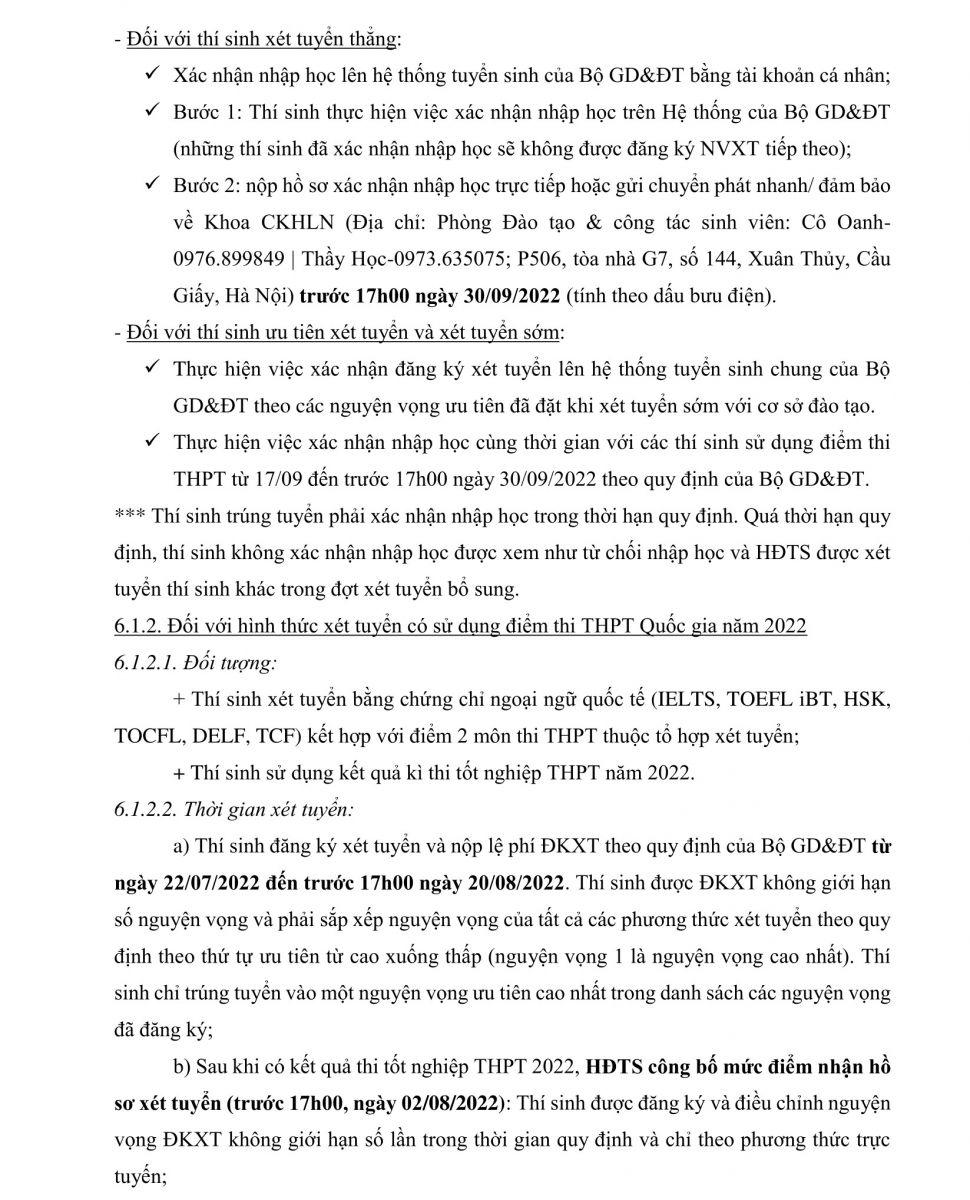 - Đối với thí sinh xét tuyển thẳng:
✓ Xác nhận nhập học lên hệ thống tuyển sinh của Bộ GD&ĐT bằng tài khoản cá nhân;
✓ Bước 1: Thí sinh thực hiện việc xác nhận nhập học trên Hệ thống của Bộ GD&ĐT
(những thí sinh đã xác nhận nhập học sẽ không được đăng ký NVXT tiếp theo);
✓ Bước 2: nộp hồ sơ xác nhận nhập học trực tiếp hoặc gửi chuyển phát nhanh/ đảm bảo
về Khoa CKHLN (Địa chỉ: Phòng Đào tạo & công tác sinh viên: Cô Oanh-
0976.899849 | Thầy Học-0973.635075; P506, tòa nhà G7, số 144, Xuân Thủy, Cầu
Giấy, Hà Nội) trước 17h00 ngày 30/09/2022 (tính theo dấu bưu điện).
- Đối với thí sinh ưu tiên xét tuyển và xét tuyển sớm:
✓ Thực hiện việc xác nhận đăng ký xét tuyển lên hệ thống tuyển sinh chung của Bộ
GD&ĐT theo các nguyện vọng ưu tiên đã đặt khi xét tuyển sớm với cơ sở đào tạo.
✓ Thực hiện việc xác nhận nhập học cùng thời gian với các thí sinh sử dụng điểm thi
THPT từ 17/09 đến trước 17h00 ngày 30/09/2022 theo quy định của Bộ GD&ĐT.
*** Thí sinh trúng tuyển phải xác nhận nhập học trong thời hạn quy định. Quá thời hạn quy
định, thí sinh không xác nhận nhập học được xem như từ chối nhập học và HĐTS được xét
tuyển thí sinh khác trong đợt xét tuyển bổ sung.
6.1.2. Đối với hình thức xét tuyển có sử dụng điểm thi THPT Quốc gia năm 2022
6.1.2.1. Đối tượng:
+ Thí sinh xét tuyển bằng chứng chỉ ngoại ngữ quốc tế (IELTS, TOEFL iBT, HSK,
TOCFL, DELF, TCF) kết hợp với điểm 2 môn thi THPT thuộc tổ hợp xét tuyển;
+ Thí sinh sử dụng kết quả kì thi tốt nghiệp THPT năm 2022.
6.1.2.2. Thời gian xét tuyển:
a) Thí sinh đăng ký xét tuyển và nộp lệ phí ĐKXT theo quy định của Bộ GD&ĐT từ
ngày 22/07/2022 đến trước 17h00 ngày 20/08/2022. Thí sinh được ĐKXT không giới hạn
số nguyện vọng và phải sắp xếp nguyện vọng của tất cả các phương thức xét tuyển theo quy
định theo thứ tự ưu tiên từ cao xuống thấp (nguyện vọng 1 là nguyện vọng cao nhất). Thí
sinh chỉ trúng tuyển vào một nguyện vọng ưu tiên cao nhất trong danh sách các nguyện vọng
đã đăng ký;
b) Sau khi có kết quả thi tốt nghiệp THPT 2022, HĐTS công bố mức điểm nhận hồ
sơ xét tuyển (trước 17h00, ngày 02/08/2022): Thí sinh được đăng ký và điều chỉnh nguyện
vọng ĐKXT không giới hạn số lần trong thời gian quy định và chỉ theo phương thức trực
tuyến;